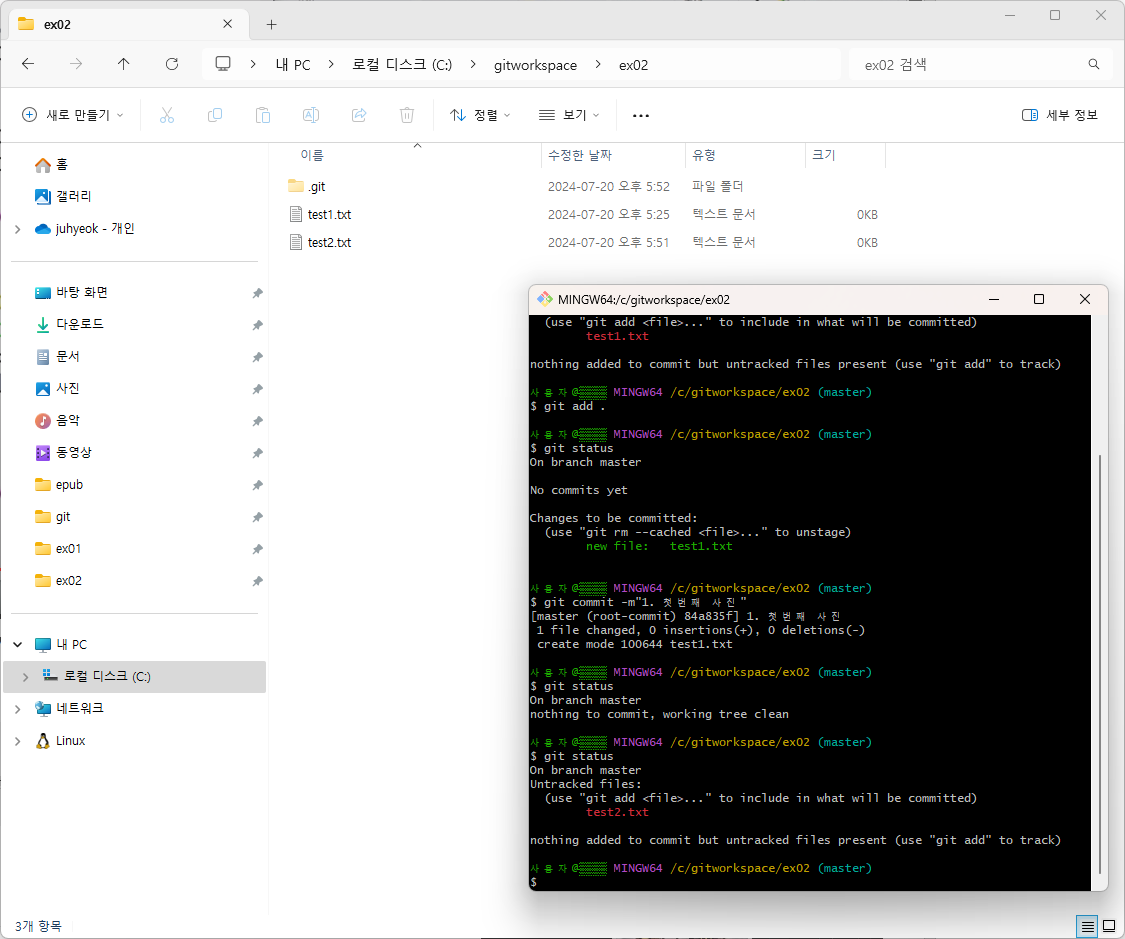 ex02
내 PC > 로컬 디스크 (C:) > gitworkspace > ex02
ex02 검색
새로 만들기
정렬
보기
세부 정보
이름 수정한 날짜 유형 크기
.git 2024-07-20 오후 5:52 파일 폴더
test1.txt 2024-07-20 오후 5:25 텍스트 문서 0KB
test2.txt 2024-07-20 오후 5:51 텍스트 문서 0KB
홈
갤러리
juhyeok - 개인
바탕 화면
다운로드
문서
사진
음악
동영상
epub
git
ex01
ex02
내 PC
로컬 디스크 (C:)
네트워크
Linux
3개 항목
MINGW64:/c/gitworkspace/ex02
(use "git add <file>..." to include in what will be committed)
test1.txt
nothing added to commit but untracked files present (use "git add" to track)
사용자@ MINGW64 /c/gitworkspace/ex02 (master)
$ git add .
사용자@ MINGW64 /c/gitworkspace/ex02 (master)
$ git status
On branch master
No commits yet
Changes to be committed:
(use "git rm --cached <file>..." to unstage)
new file: test1.txt
사용자@ MINGW64 /c/gitworkspace/ex02 (master)
$ git commit -m"1. 첫번째 사진"
[master (root-commit) 84a835f] 1. 첫번째 사진
1 file changed, 0 insertions(+), 0 deletions(-)
create mode 100644 test1.txt
사용자@ MINGW64 /c/gitworkspace/ex02 (master)
$ git status
On branch master
nothing to commit, working tree clean
사용자@ MINGW64 /c/gitworkspace/ex02 (master)
$ git status
On branch master
Untracked files:
(use "git add <file>..." to include in what will be committed)
test2.txt
nothing added to commit but untracked files present (use "git add" to track)
사용자@ MINGW64 /c/gitworkspace/ex02 (master)
$